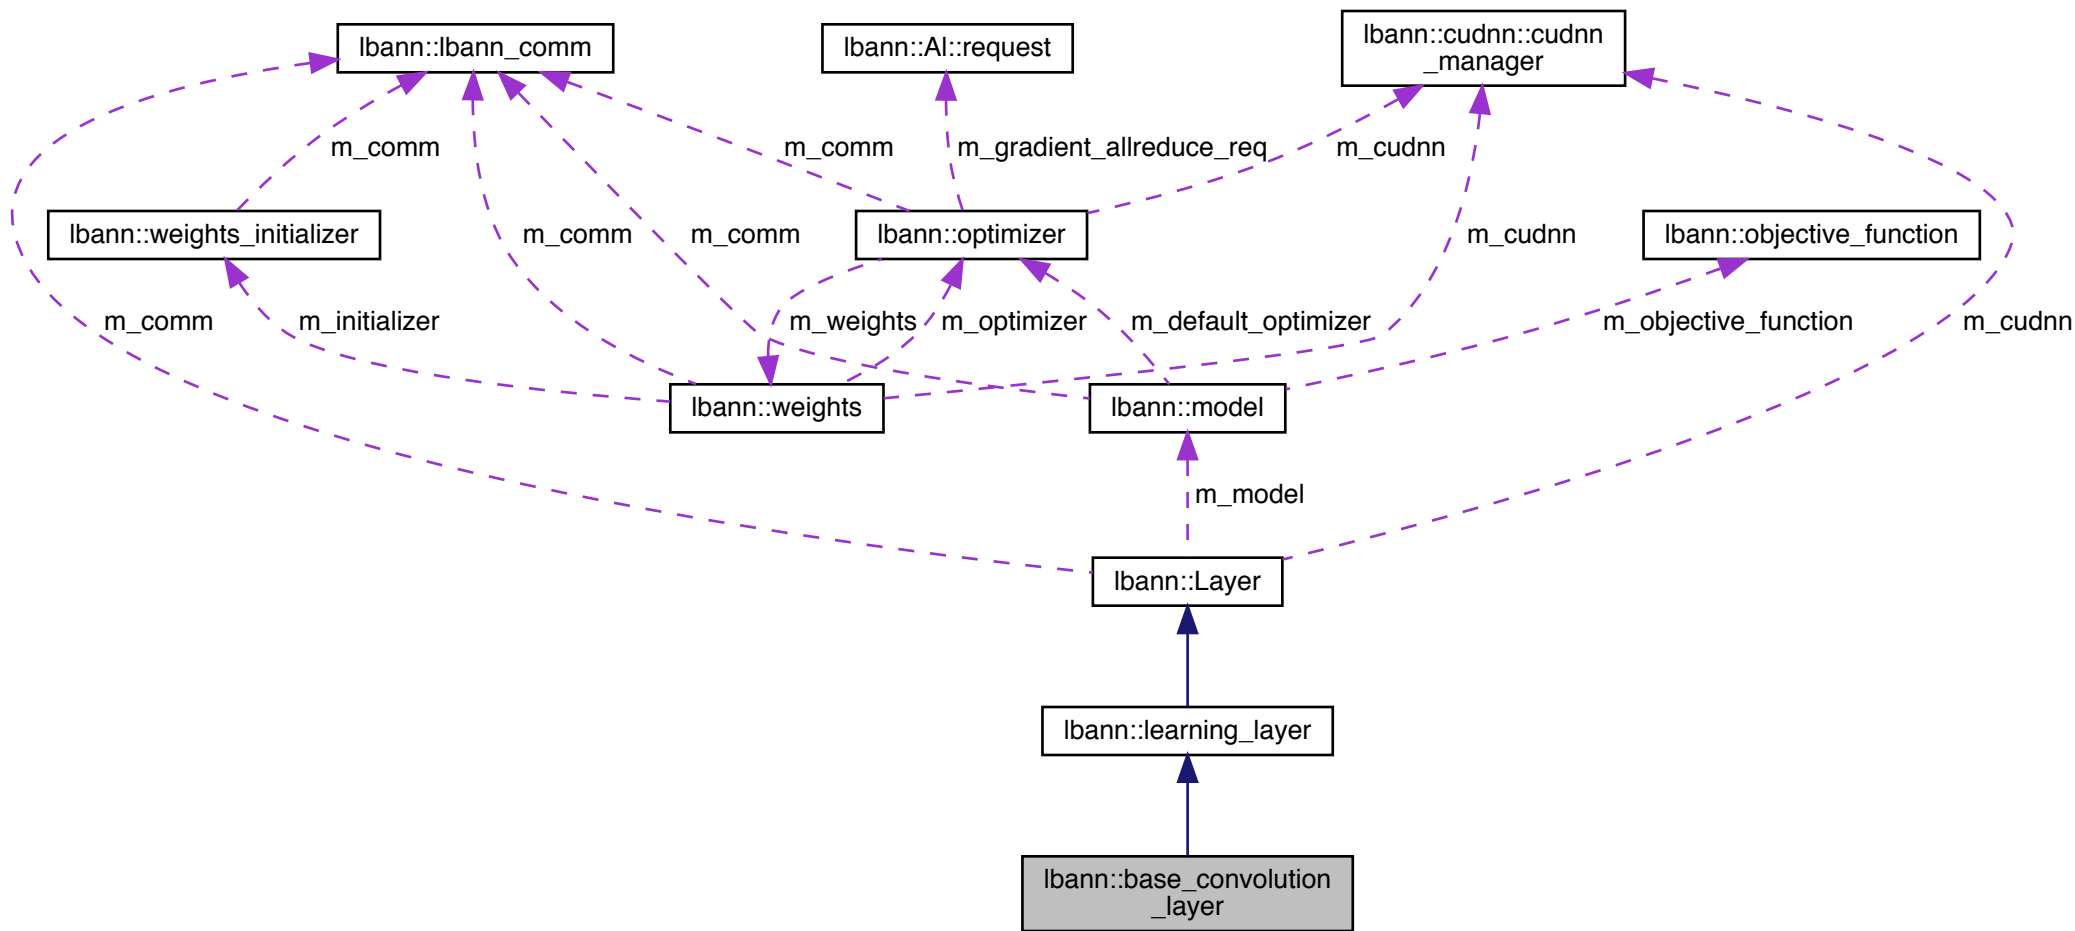 lbann::lbann_comm
lbann::Al::request
lbann::cudnn::cudnn
_manager
m_comm
m_comm
m_gradient_allreduce_req
m_cudnn
lbann::weights_initializer
m_comm
m_comm
lbann::optimizer
m_cudnn
lbann::objective_function
m_comm
m_initializer
m_weights
m_optimizer
m_default_optimizer
m_objective_function
m_cudnn
lbann::weights
lbann::model
m_model
lbann::Layer
lbann::learning_layer
lbann::base_convolution
_layer